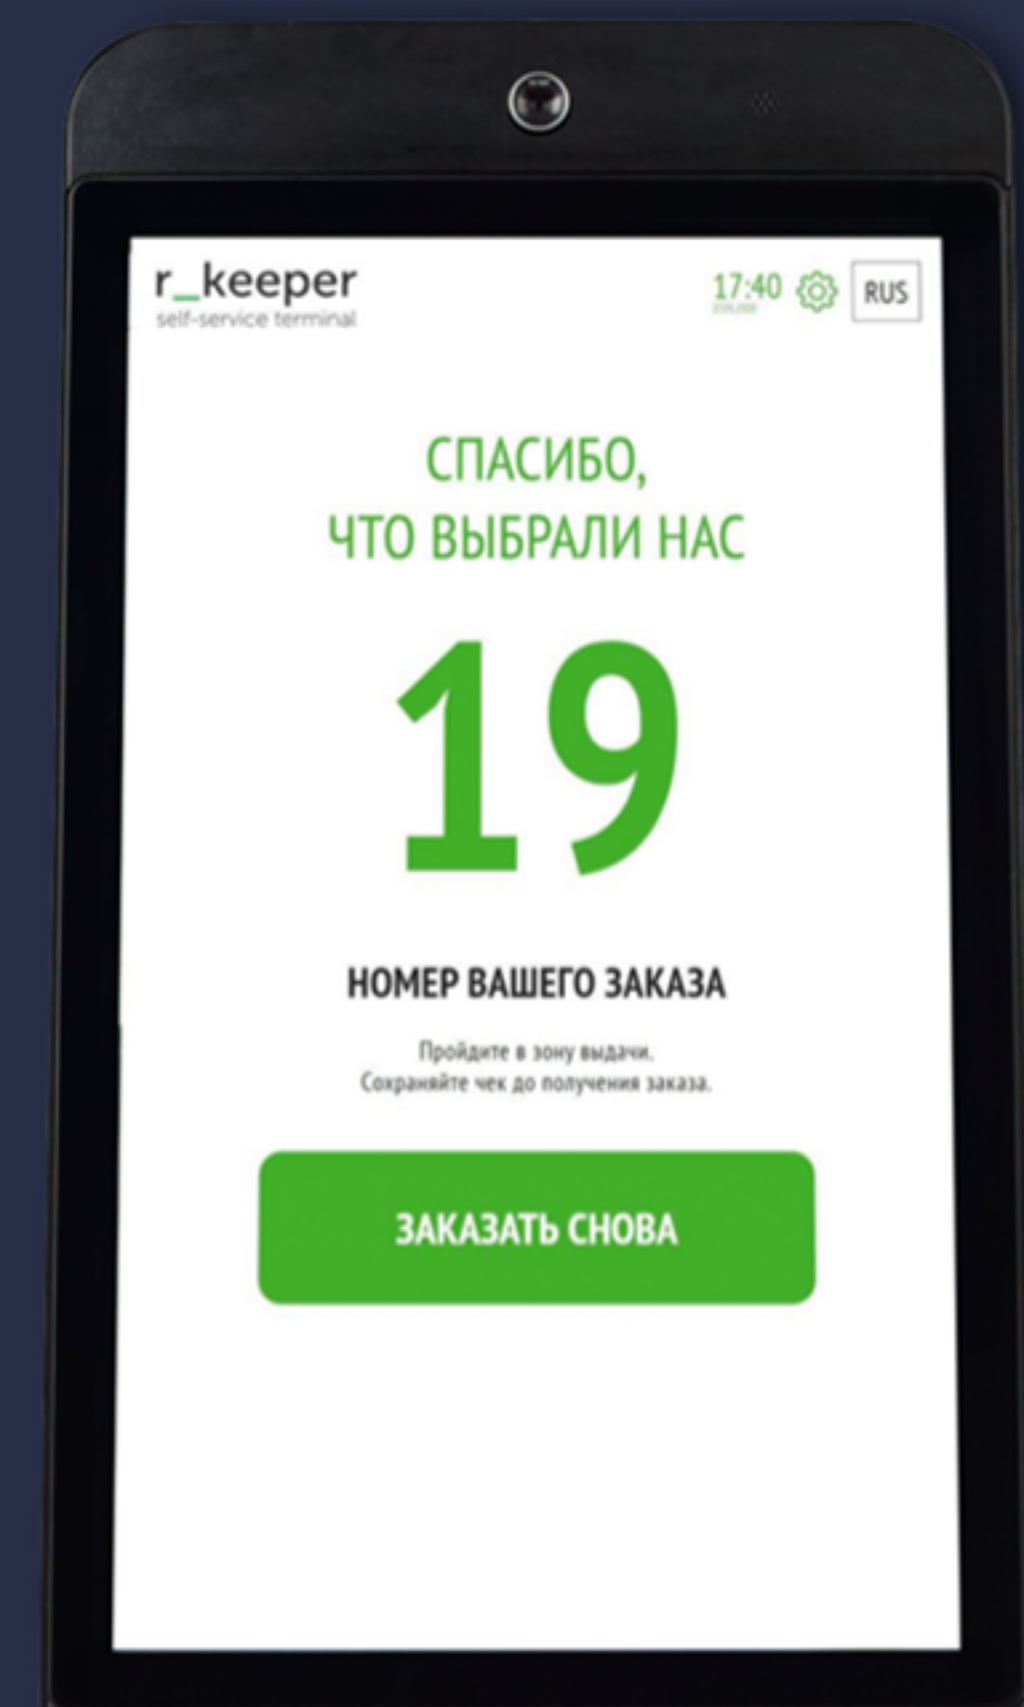 r_keeper
self-service terminal
17:40
RUS
СПАСИБО,
ЧТО ВЫБРАЛИ НАС
19
НОМЕР ВАШЕГО ЗАКАЗА
Пройдите в зону выдачи.
Сохраняйте чек до получения заказа.
ЗАКАЗАТЬ СНОВА